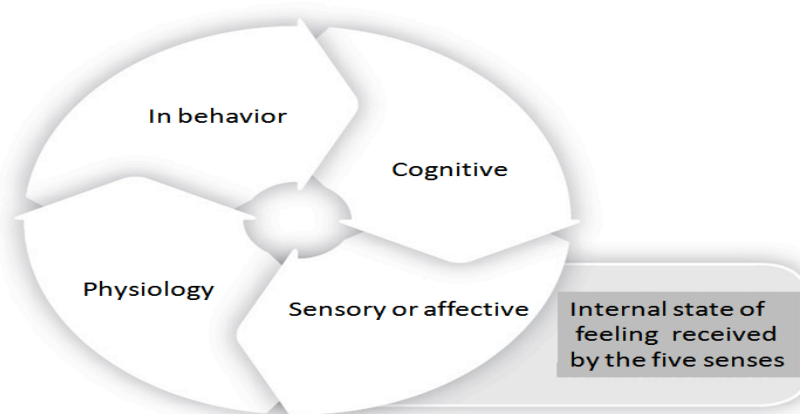 In behavior
Cognitive
Physiology
Sensory or affective
Internal state of
feeling received
by the five senses